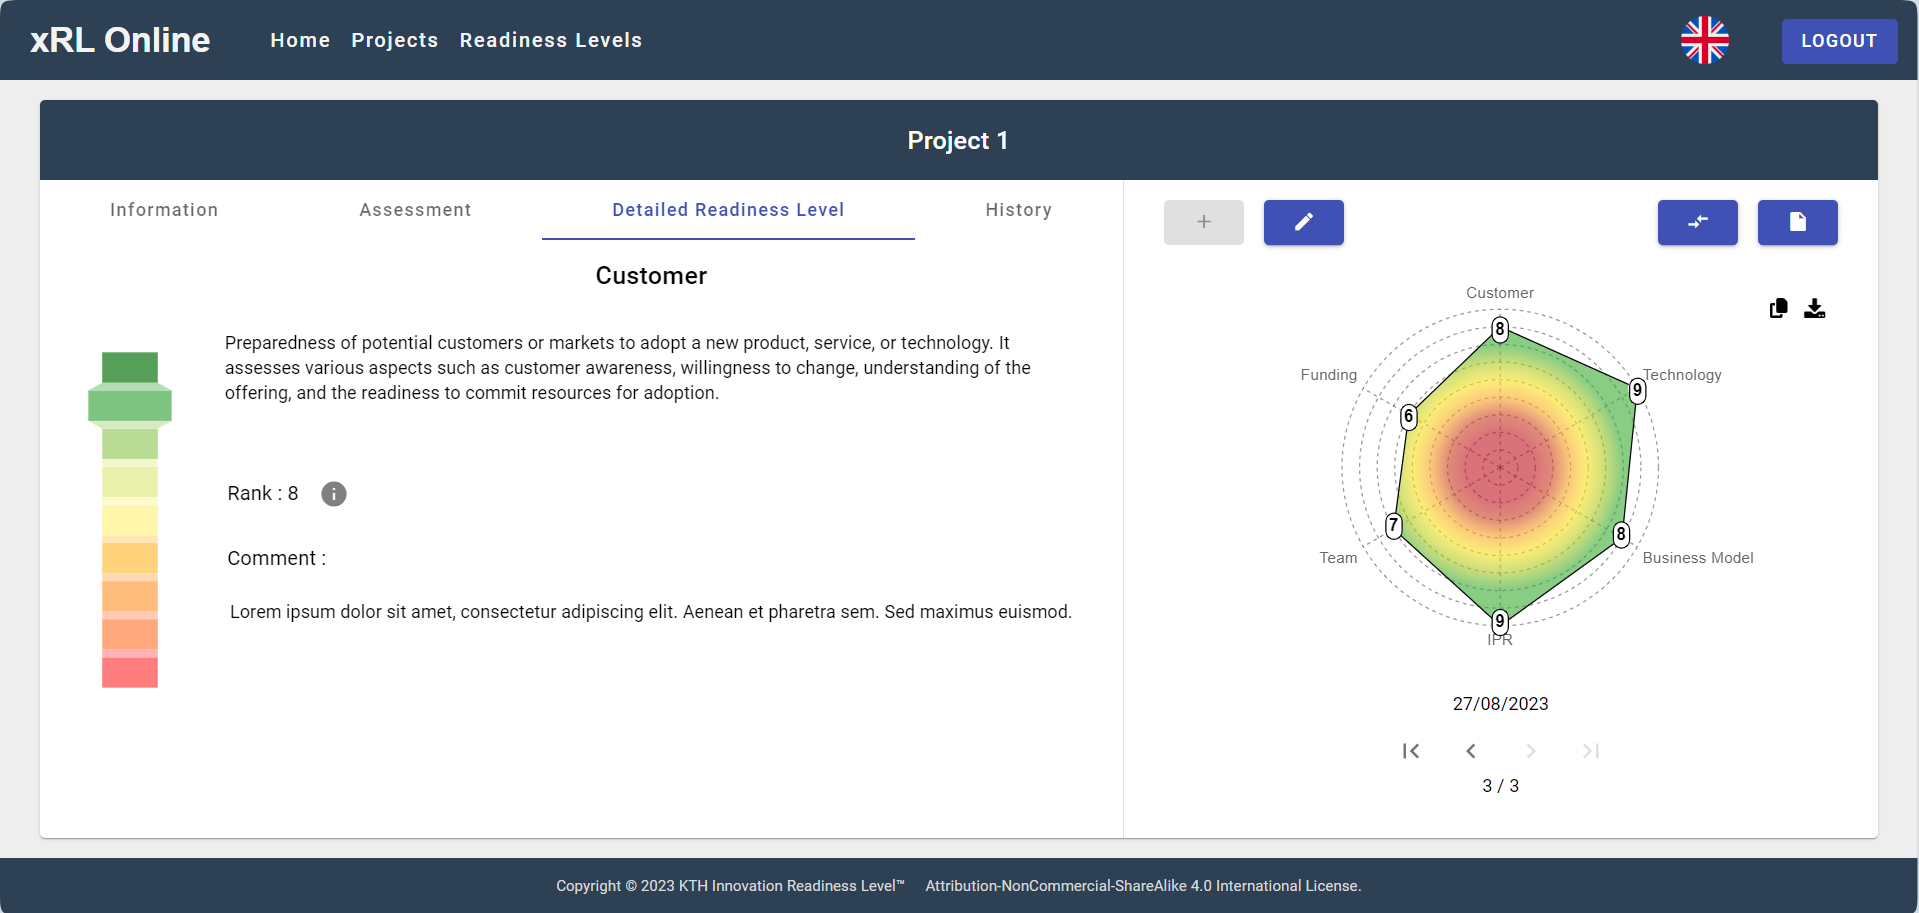 xRL Online
Home Projects Readiness Levels
LOGOUT
Project 1
Information Assessment Detailed Readiness Level History
Customer
Preparedness of potential customers or markets to adopt a new product, service, or technology. It
assesses various aspects such as customer awareness, willingness to change, understanding of the
offering, and the readiness to commit resources for adoption.
Rank : 8
Comment :
Lorem ipsum dolor sit amet, consectetur adipiscing elit. Aenean et pharetra sem. Sed maximus euismod.
Customer
8
Technology
9
Funding
6
Team
7
Business Model
8
9
IPR
27/08/2023
3 / 3
Copyright © 2023 KTH Innovation Readiness Level™ Attribution-NonCommercial-ShareAlike 4.0 International License.